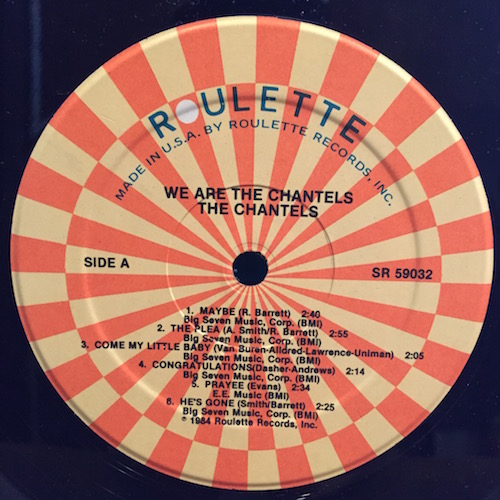 ROULETTE
MADE IN U.S.A. BY ROULETTE RECORDS, INC.
WE ARE THE CHANTELS
THE CHANTELS
SIDE A
SR 59032
1. MAYBE (R. Barrett) 2:40
Big Seven Music, Corp. (BMI)
2. THE PLEA (A. Smith/R. Barrett) 2:55
Big Seven Music, Corp. (BMI)
3. COME MY LITTLE BABY (Van Buren-Alldred-Lawrence-Uniman) 2:05
Big Seven Music, Corp. (BMI)
4. CONGRATULATIONS(Dasher-Andrews) 2:14
Big Seven Music, Corp. (BMI)
5. PRAYEE (Evans) 2:34
E.E. Music (BMI)
6. HE'S GONE (Smith/Barrett) 2:25
Big Seven Music, Corp. (BMI)
℗ 1984 Roulette Records, Inc.